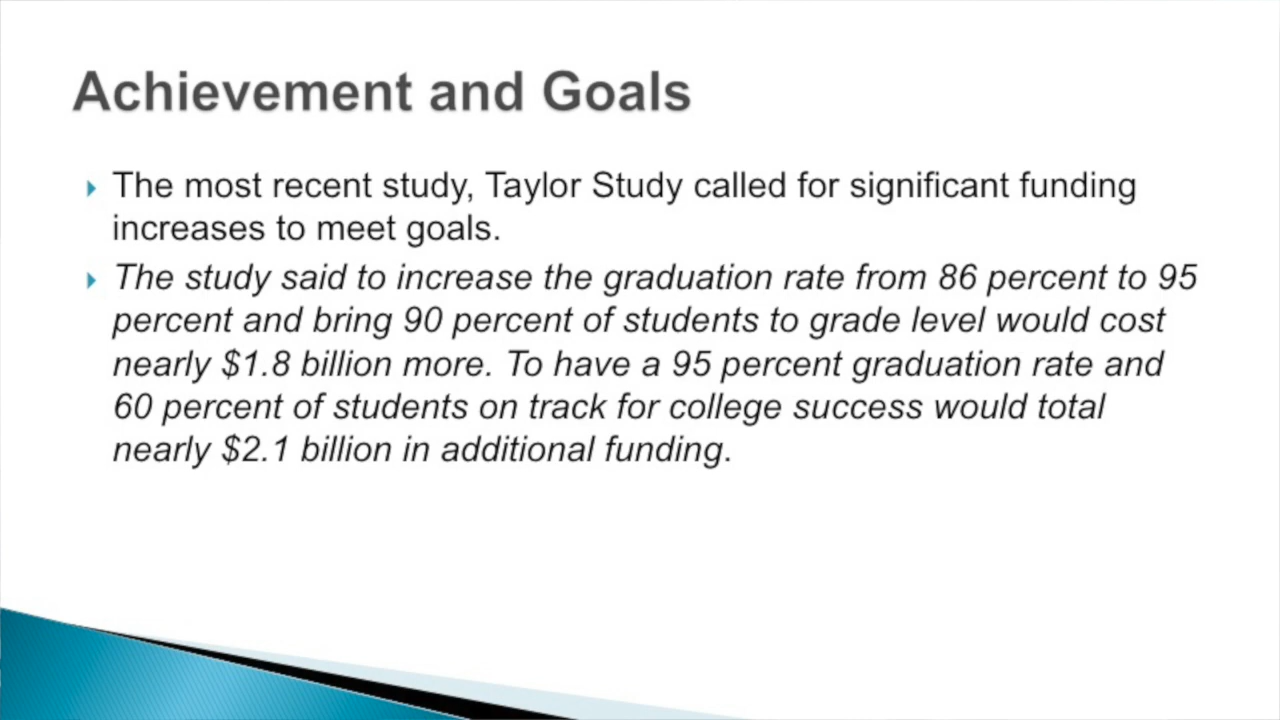 Achievement and Goals
The most recent study, Taylor Study called for significant funding
increases to meet goals.
The study said to increase the graduation rate from 86 percent to 95
percent and bring 90 percent of students to grade level would cost
nearly $1.8 billion more. To have a 95 percent graduation rate and
60 percent of students on track for college success would total
nearly $2.1 billion in additional funding.